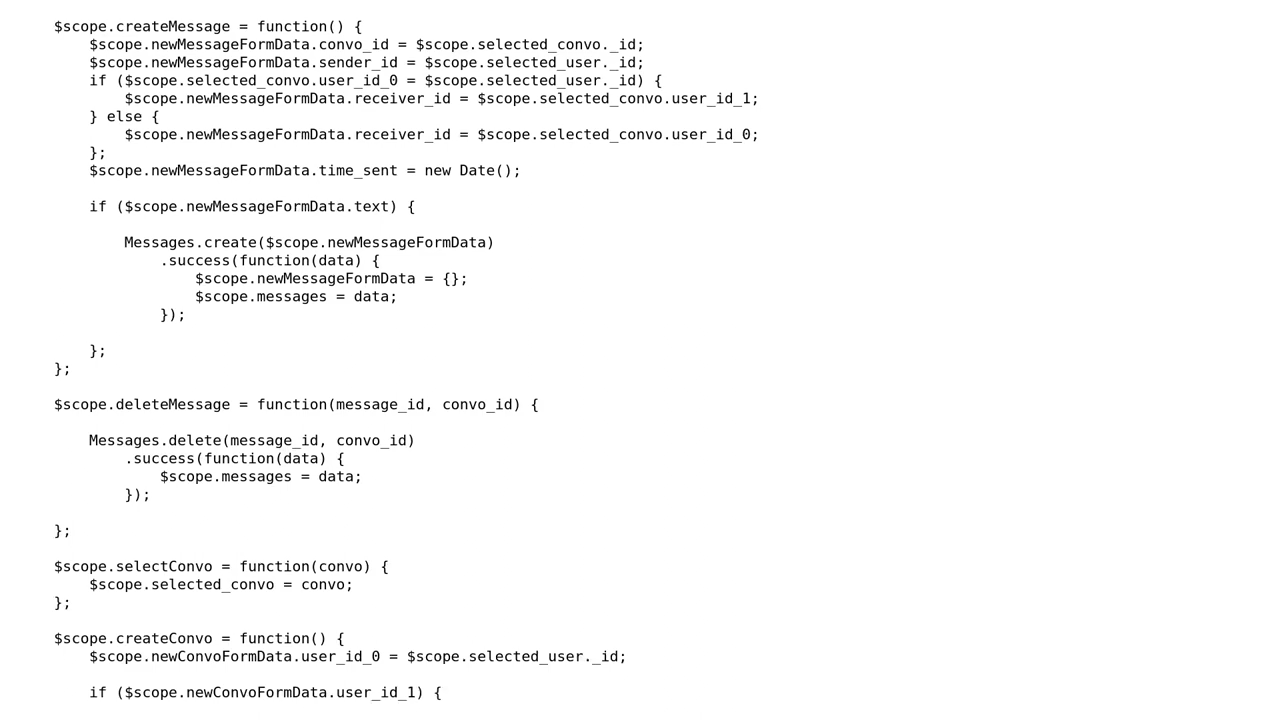 $scope.createMessage = function() {
    $scope.newMessageFormData.convo_id = $scope.selected_convo._id;
    $scope.newMessageFormData.sender_id = $scope.selected_user._id;
    if ($scope.selected_convo.user_id_0 = $scope.selected_user._id) {
        $scope.newMessageFormData.receiver_id = $scope.selected_convo.user_id_1;
    } else {
        $scope.newMessageFormData.receiver_id = $scope.selected_convo.user_id_0;
    };
    $scope.newMessageFormData.time_sent = new Date();

    if ($scope.newMessageFormData.text) {

        Messages.create($scope.newMessageFormData)
            .success(function(data) {
                $scope.newMessageFormData = {};
                $scope.messages = data;
            });

    };
};

$scope.deleteMessage = function(message_id, convo_id) {

    Messages.delete(message_id, convo_id)
        .success(function(data) {
            $scope.messages = data;
        });

};

$scope.selectConvo = function(convo) {
    $scope.selected_convo = convo;
};

$scope.createConvo = function() {
    $scope.newConvoFormData.user_id_0 = $scope.selected_user._id;

    if ($scope.newConvoFormData.user_id_1) {